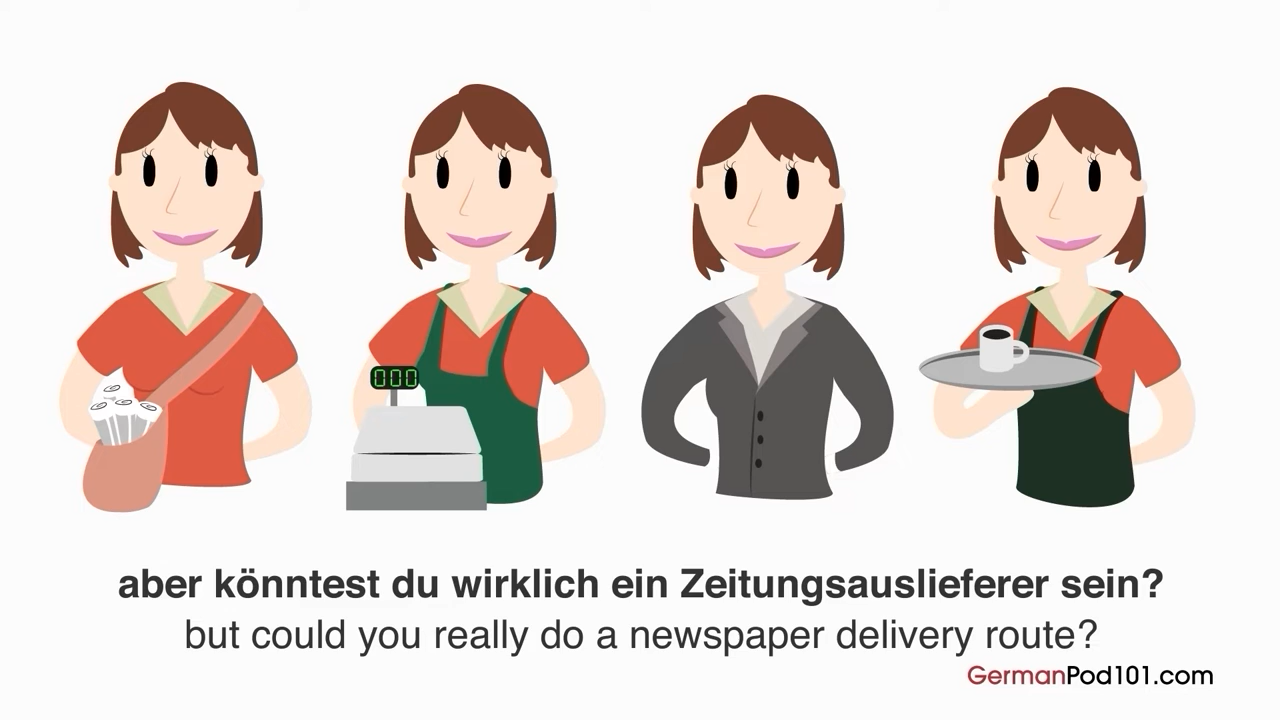 000
aber könntest du wirklich ein Zeitungsauslieferer sein?
but could you really do a newspaper delivery route?
GermanPod101.com